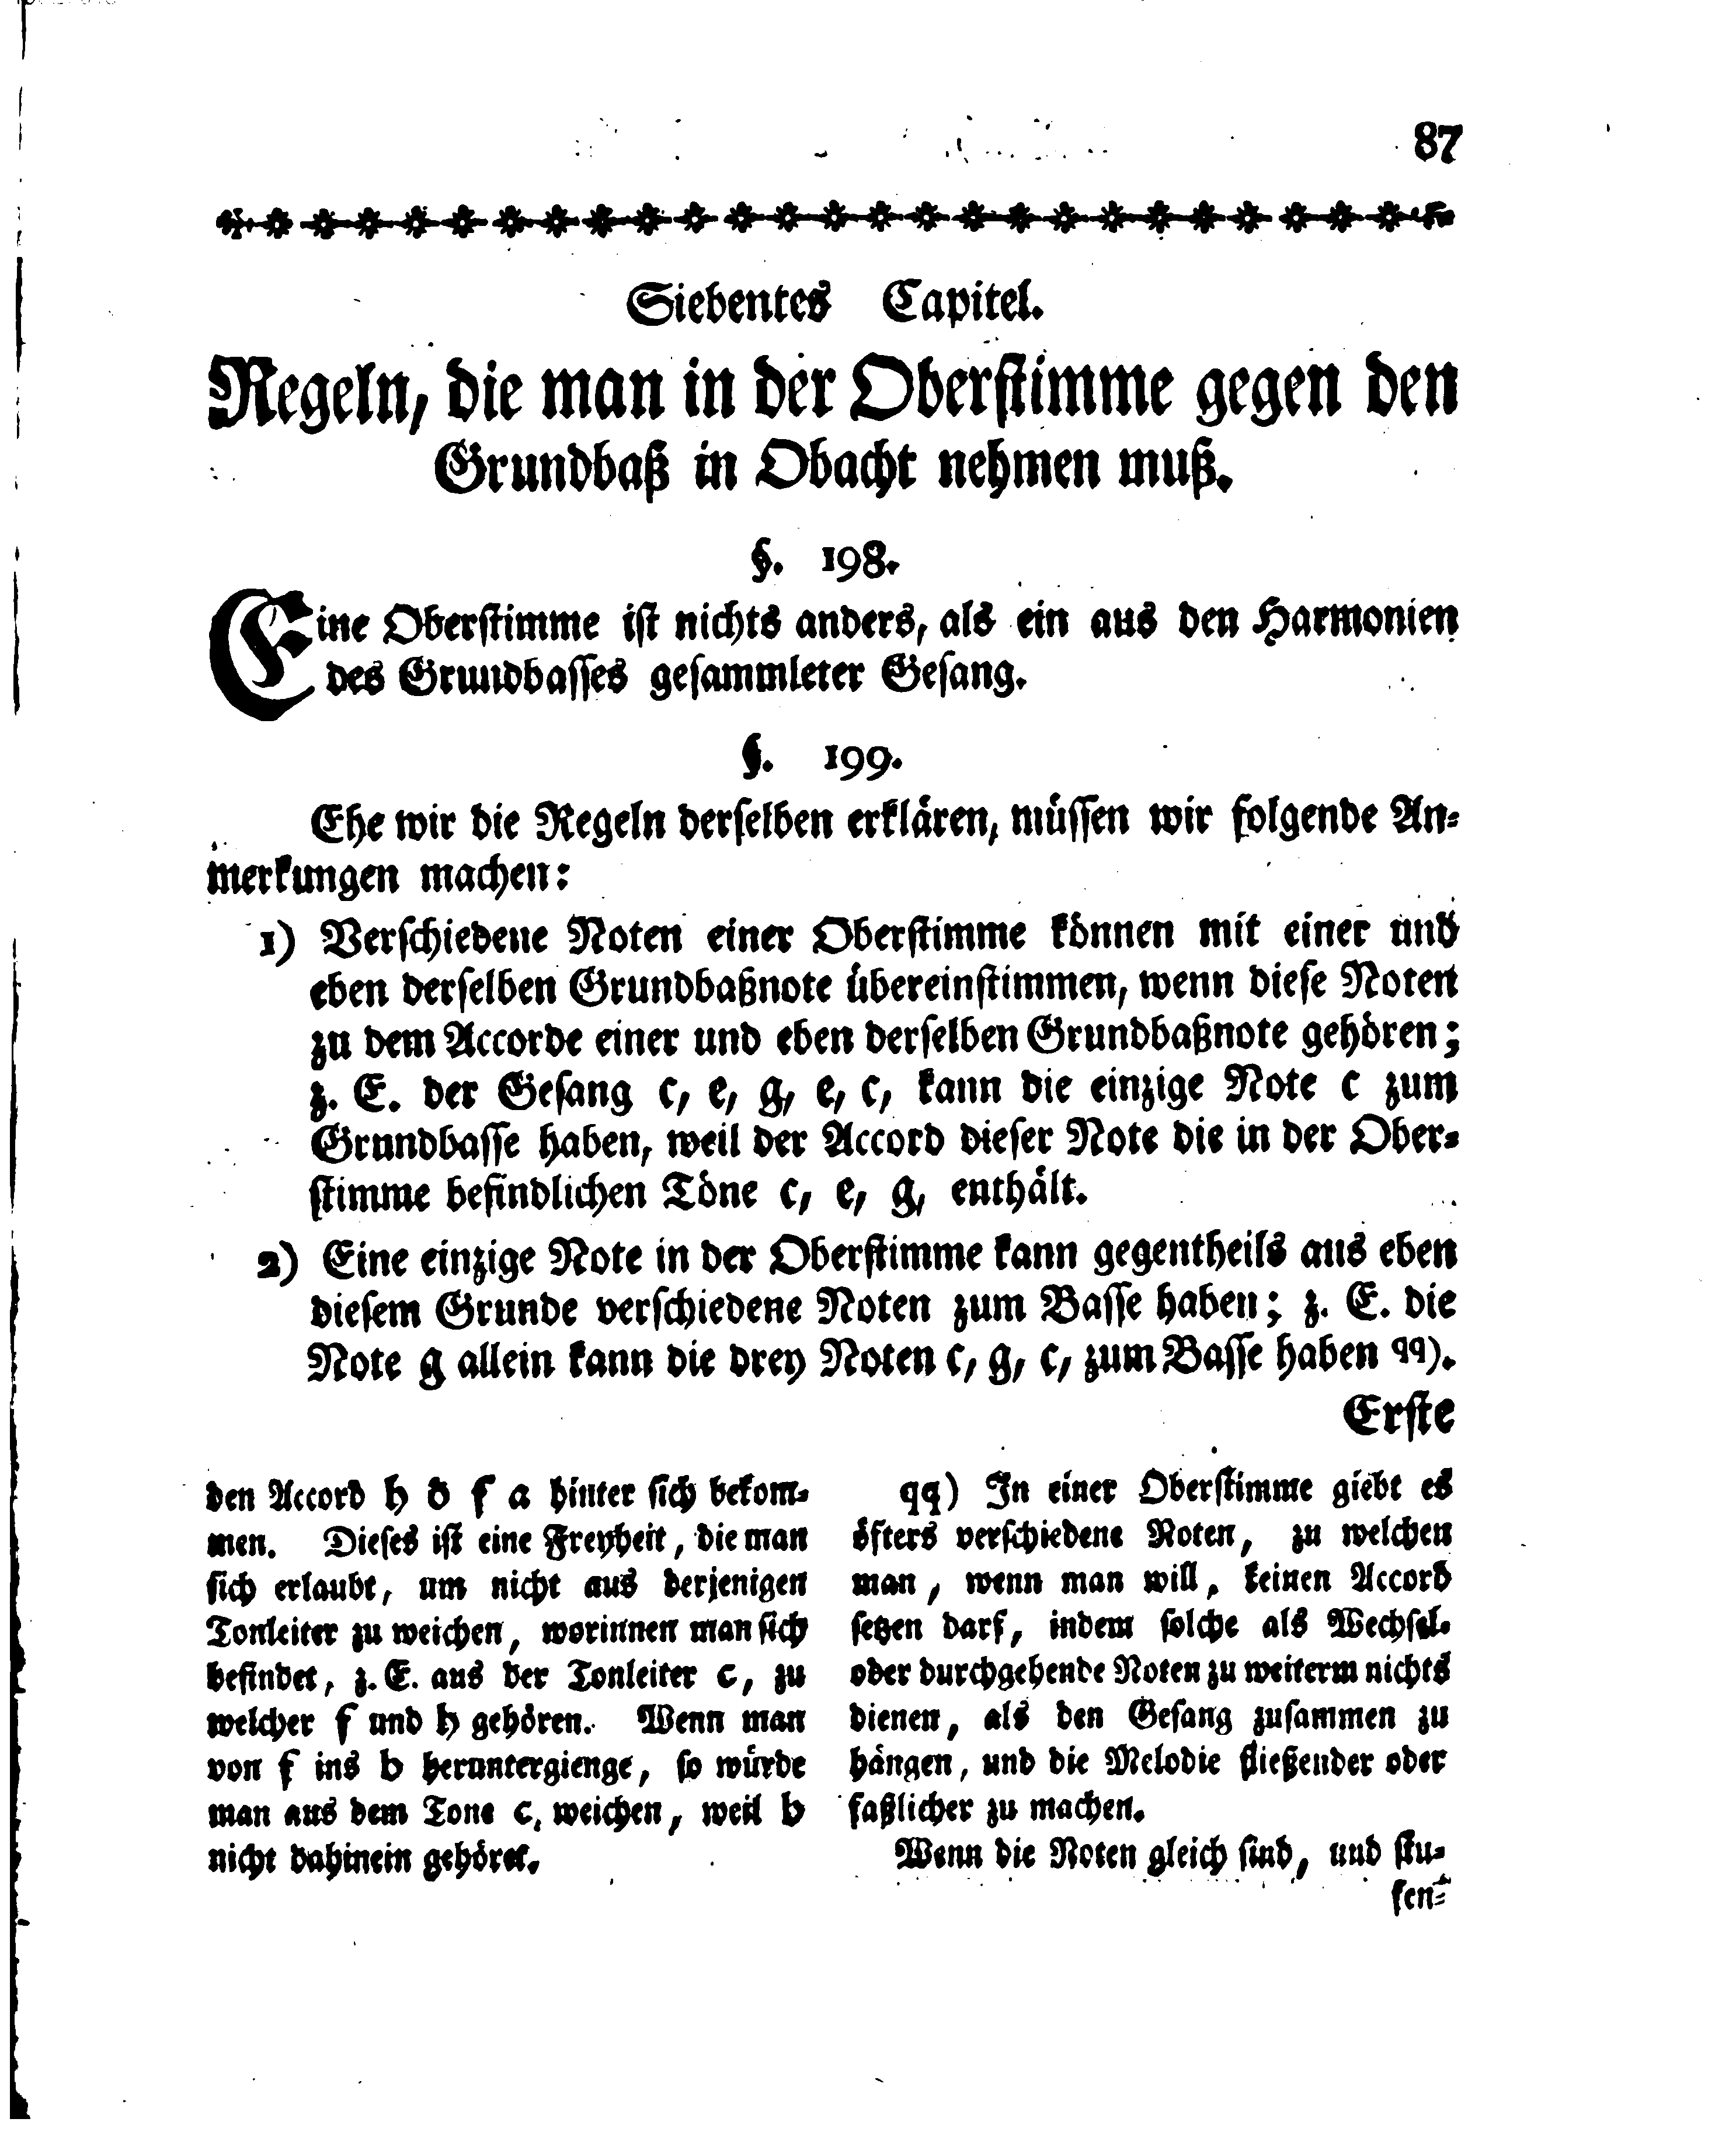 87
Siebentes Capitel.
Regeln, die man in der Oberstimme gegen den
Grundbaß in Obacht nehmen muß.
§. 198.
Eine Oberstimme ist nichts anders, als ein aus den Harmonien
des Grundbasses gesammleter Gesang.
§. 199.
Ehe wir die Regeln derselben erklären, müssen wir folgende An-
merkungen machen:
1) Verschiedene Noten einer Oberstimme können mit einer und
eben derselben Grundbaßnote übereinstimmen, wenn diese Noten
zu dem Accorde einer und eben derselben Grundbaßnote gehören;
z. E. der Gesang c, e, g, e, c, kann die einzige Note c zum
Grundbasse haben, weil der Accord dieser Note die in der Ober-
stimme befindlichen Töne c, e, g, enthält.
2) Eine einzige Note in der Oberstimme kann gegentheils aus eben
diesem Grunde verschiedene Noten zum Basse haben; z. E. die
Note g allein kann die drey Noten c, g, c, zum Basse haben qq).
Erste
den Accord h d f a hinter sich bekom-
men. Dieses ist eine Freyheit, die man
sich erlaubt, um nicht aus derjenigen
Tonleiter zu weichen, worinnen man sich
befindet, z. E. aus der Tonleiter c, zu
welcher f und h gehören. Wenn man
von f ins b heruntergienge, so würde
man aus dem Tone c, weichen, weil b
nicht dahinein gehöret.
qq) In einer Oberstimme giebt es
öfters verschiedene Noten, zu welchen
man, wenn man will, keinen Accord
setzen darf, indem solche als Wechsel-
oder durchgehende Noten zu weiterm nichts
dienen, als den Gesang zusammen zu
hängen, und die Melodie fließender oder
faßlicher zu machen.
Wenn die Noten gleich sind, und stu-
fen-